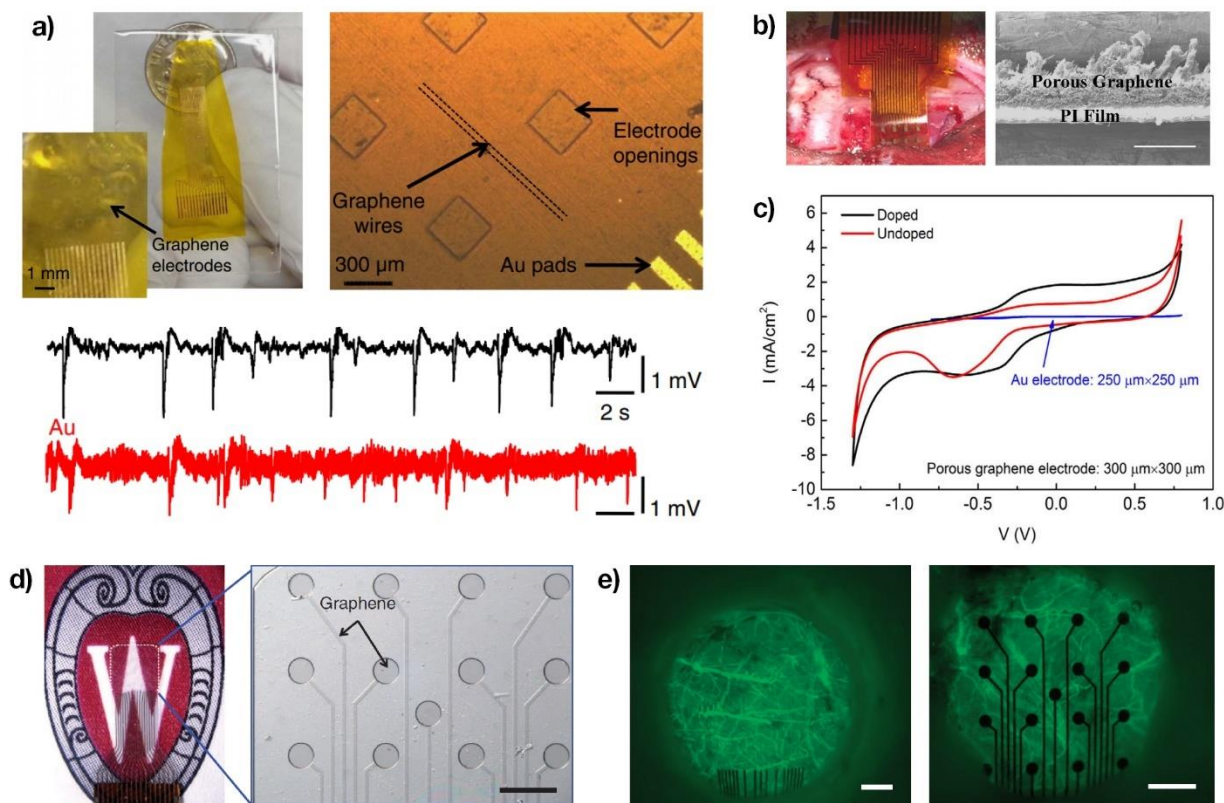 a)
Graphene
electrodes
1 mm
Electrode
openings
Graphene
wires
Au pads
300 µm
1 mV
2 s
Au
1 mV
b)
Porous Graphene
PI Film
c)
Doped
Undoped
6
4
2
0
-2
-4
-6
-8
-10
I (mA/cm²)
Au electrode: 250 µm×250 µm
Porous graphene electrode: 300 µm×300 µm
-1.5
-1.0
-0.5
0.0
0.5
1.0
V (V)
d)
W
Graphene
e)